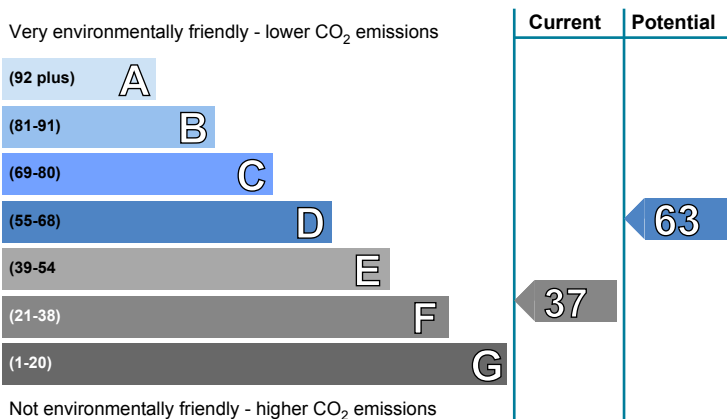 Current Potential
Very environmentally friendly - lower CO2 emissions
(92 plus) A
(81-91) B
(69-80) C
(55-68) D 63
(39-54 E
(21-38) F 37
(1-20) G
Not environmentally friendly - higher CO2 emissions